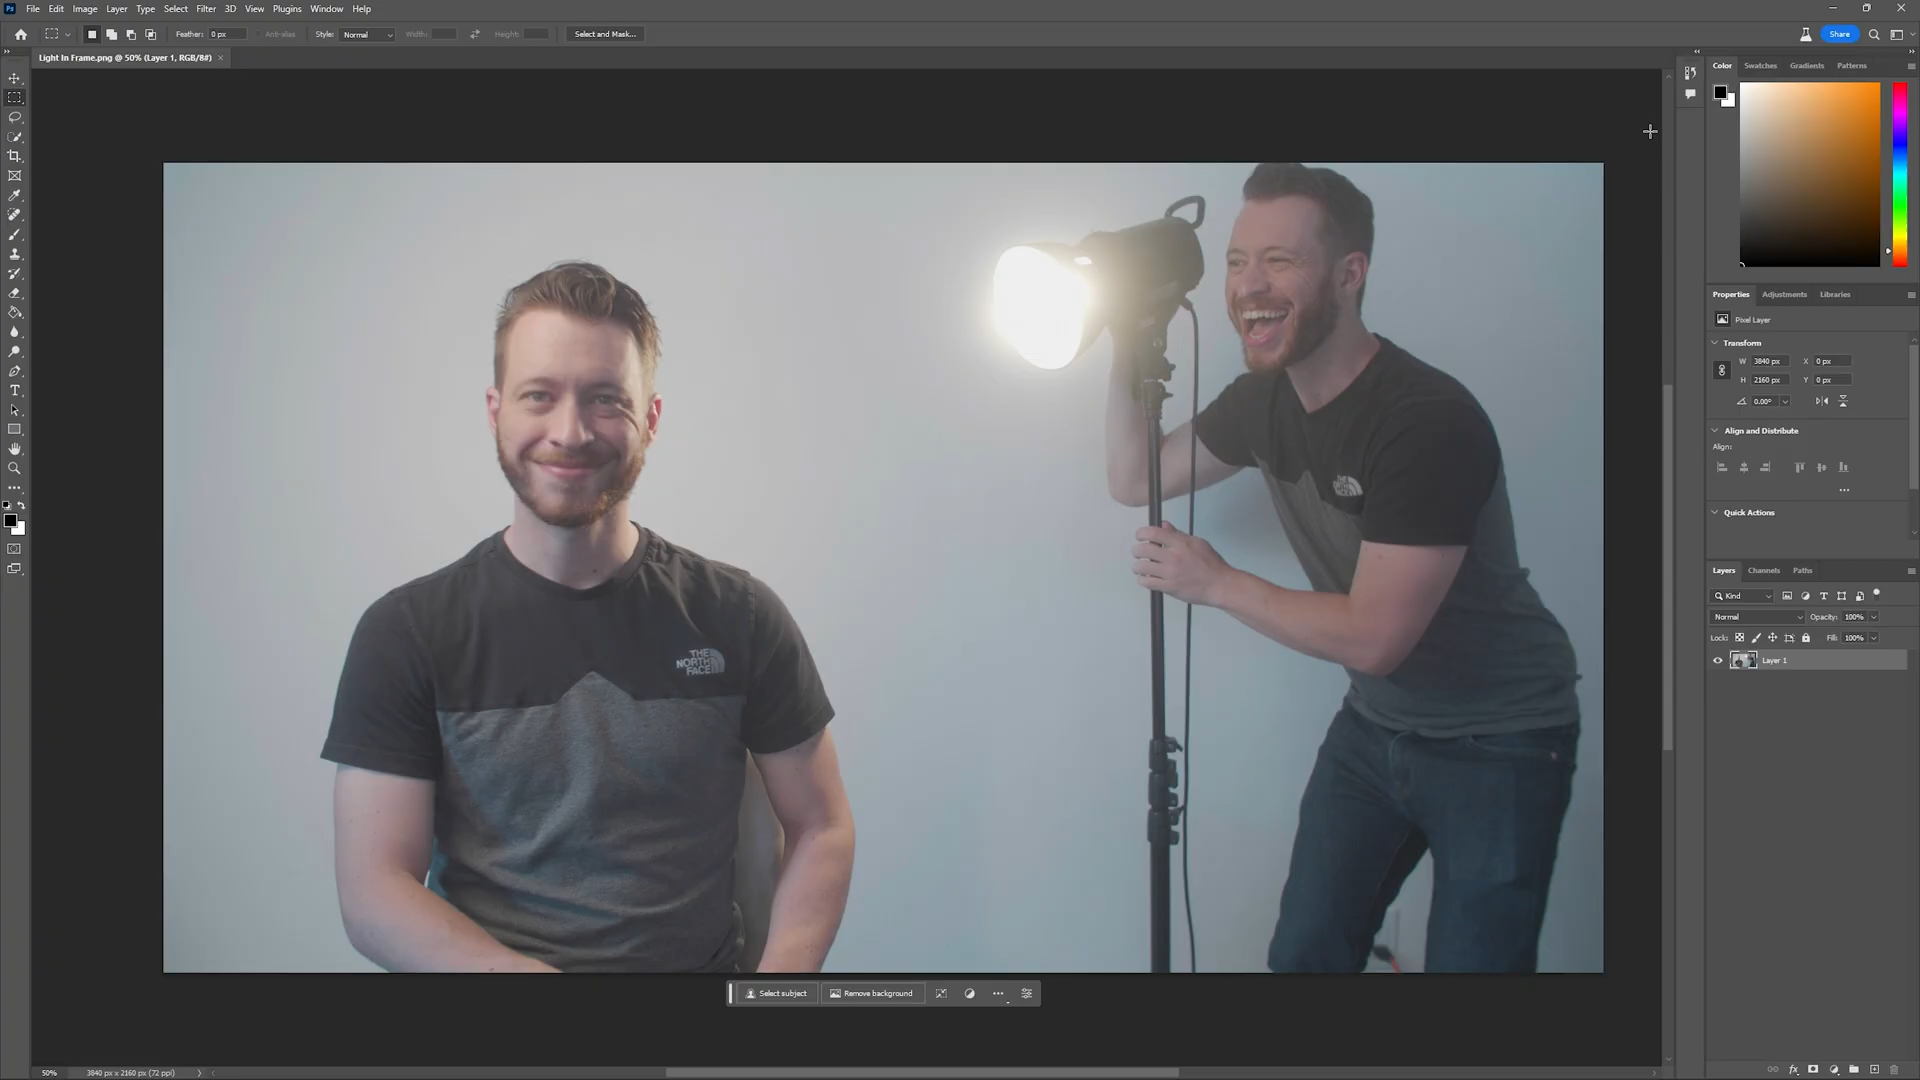 Ps File Edit Image Layer Type Select Filter 3D View Plugins Window Help
Feather: 0 px Anti-alias Style: Normal Width: Height: Select and Mask... Share
Light In Frame.png @ 50% (Layer 1, RGB/8#) ×
Color Swatches Gradients Patterns
Properties Adjustments Libraries
Pixel Layer
Transform
W 3840 px X 0 px
H 2160 px Y 0 px
0.00°
Align and Distribute
Align:
Quick Actions
Layers Channels Paths
Kind
Normal Opacity: 100%
Lock: Fill: 100%
Layer 1
THE
NORTH
FACE
THE
NORTH
FACE
Select subject Remove background
50% 3840 px x 2160 px (72 ppi)